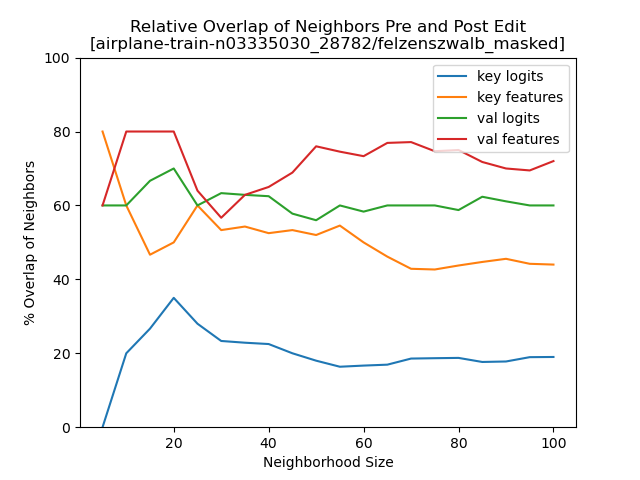 Relative Overlap of Neighbors Pre and Post Edit
[airplane-train-n03335030_28782/felzenszwalb_masked]
key logits
key features
val logits
val features
% Overlap of Neighbors
100
80
60
40
20
0
20 40 60 80 100
Neighborhood Size